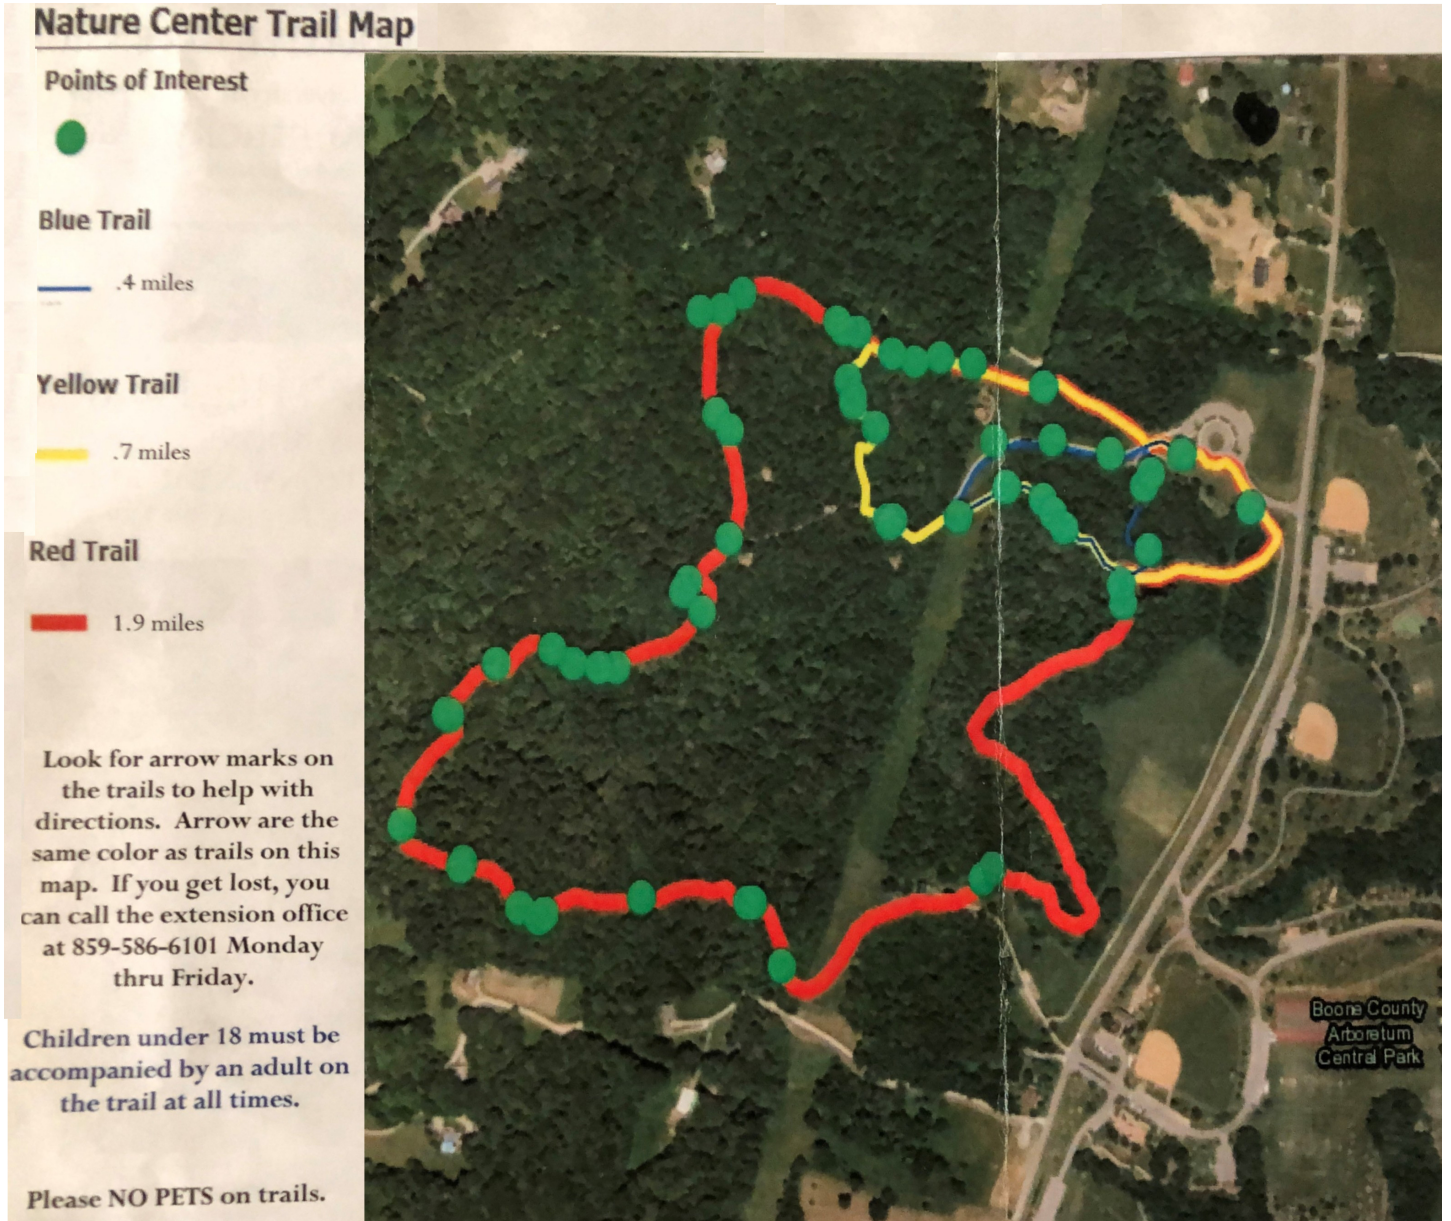 Nature Center Trail Map
Points of Interest
Blue Trail
.4 miles
Yellow Trail
.7 miles
Red Trail
1.9 miles
Look for arrow marks on
the trails to help with
directions. Arrow are the
same color as trails on this
map. If you get lost, you
can call the extension office
at 859-586-6101 Monday
thru Friday.
Children under 18 must be
accompanied by an adult on
the trail at all times.
Please NO PETS on trails.
Boone County
Arboretum
Central Park